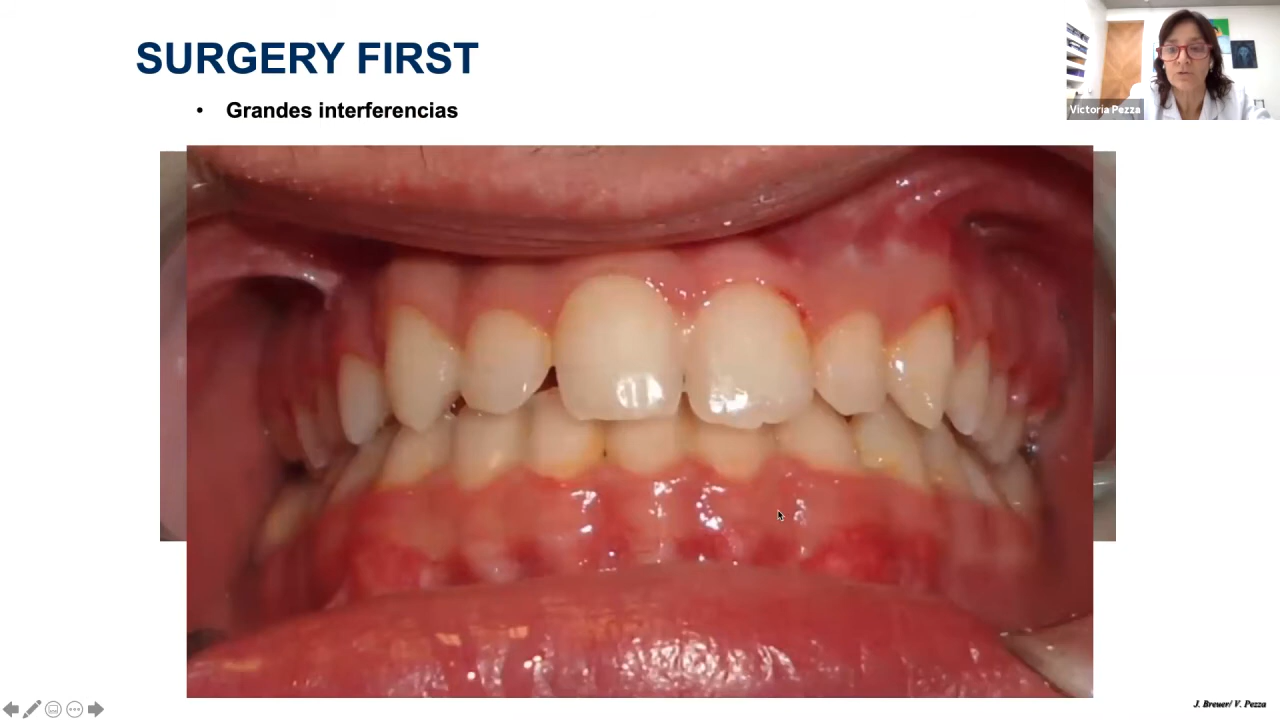 SURGERY FIRST
• Grandes interferencias
Victoria Pezza
J. Brewer/ V. Pezza